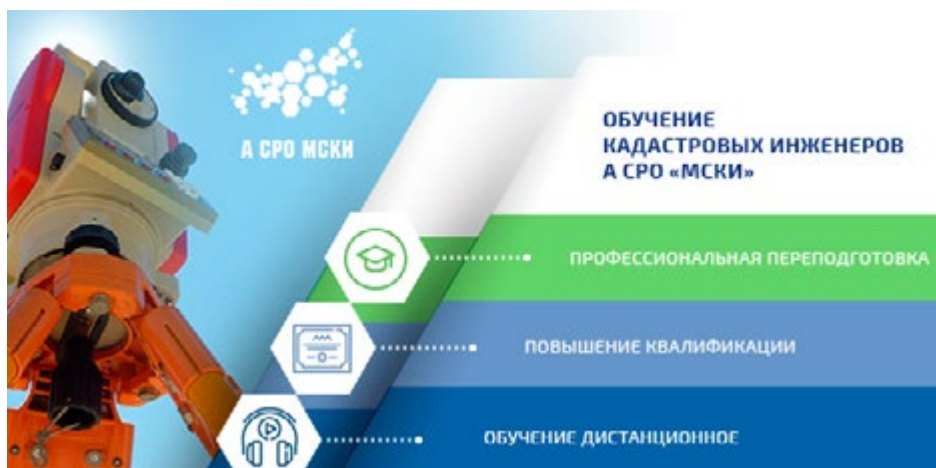 А СРО МСКИ
ОБУЧЕНИЕ
КАДАСТРОВЫХ ИНЖЕНЕРОВ
А СРО «МСКИ»
ПРОФЕССИОНАЛЬНАЯ ПЕРЕПОДГОТОВКА
ПОВЫШЕНИЕ КВАЛИФИКАЦИИ
ОБУЧЕНИЕ ДИСТАНЦИОННОЕ